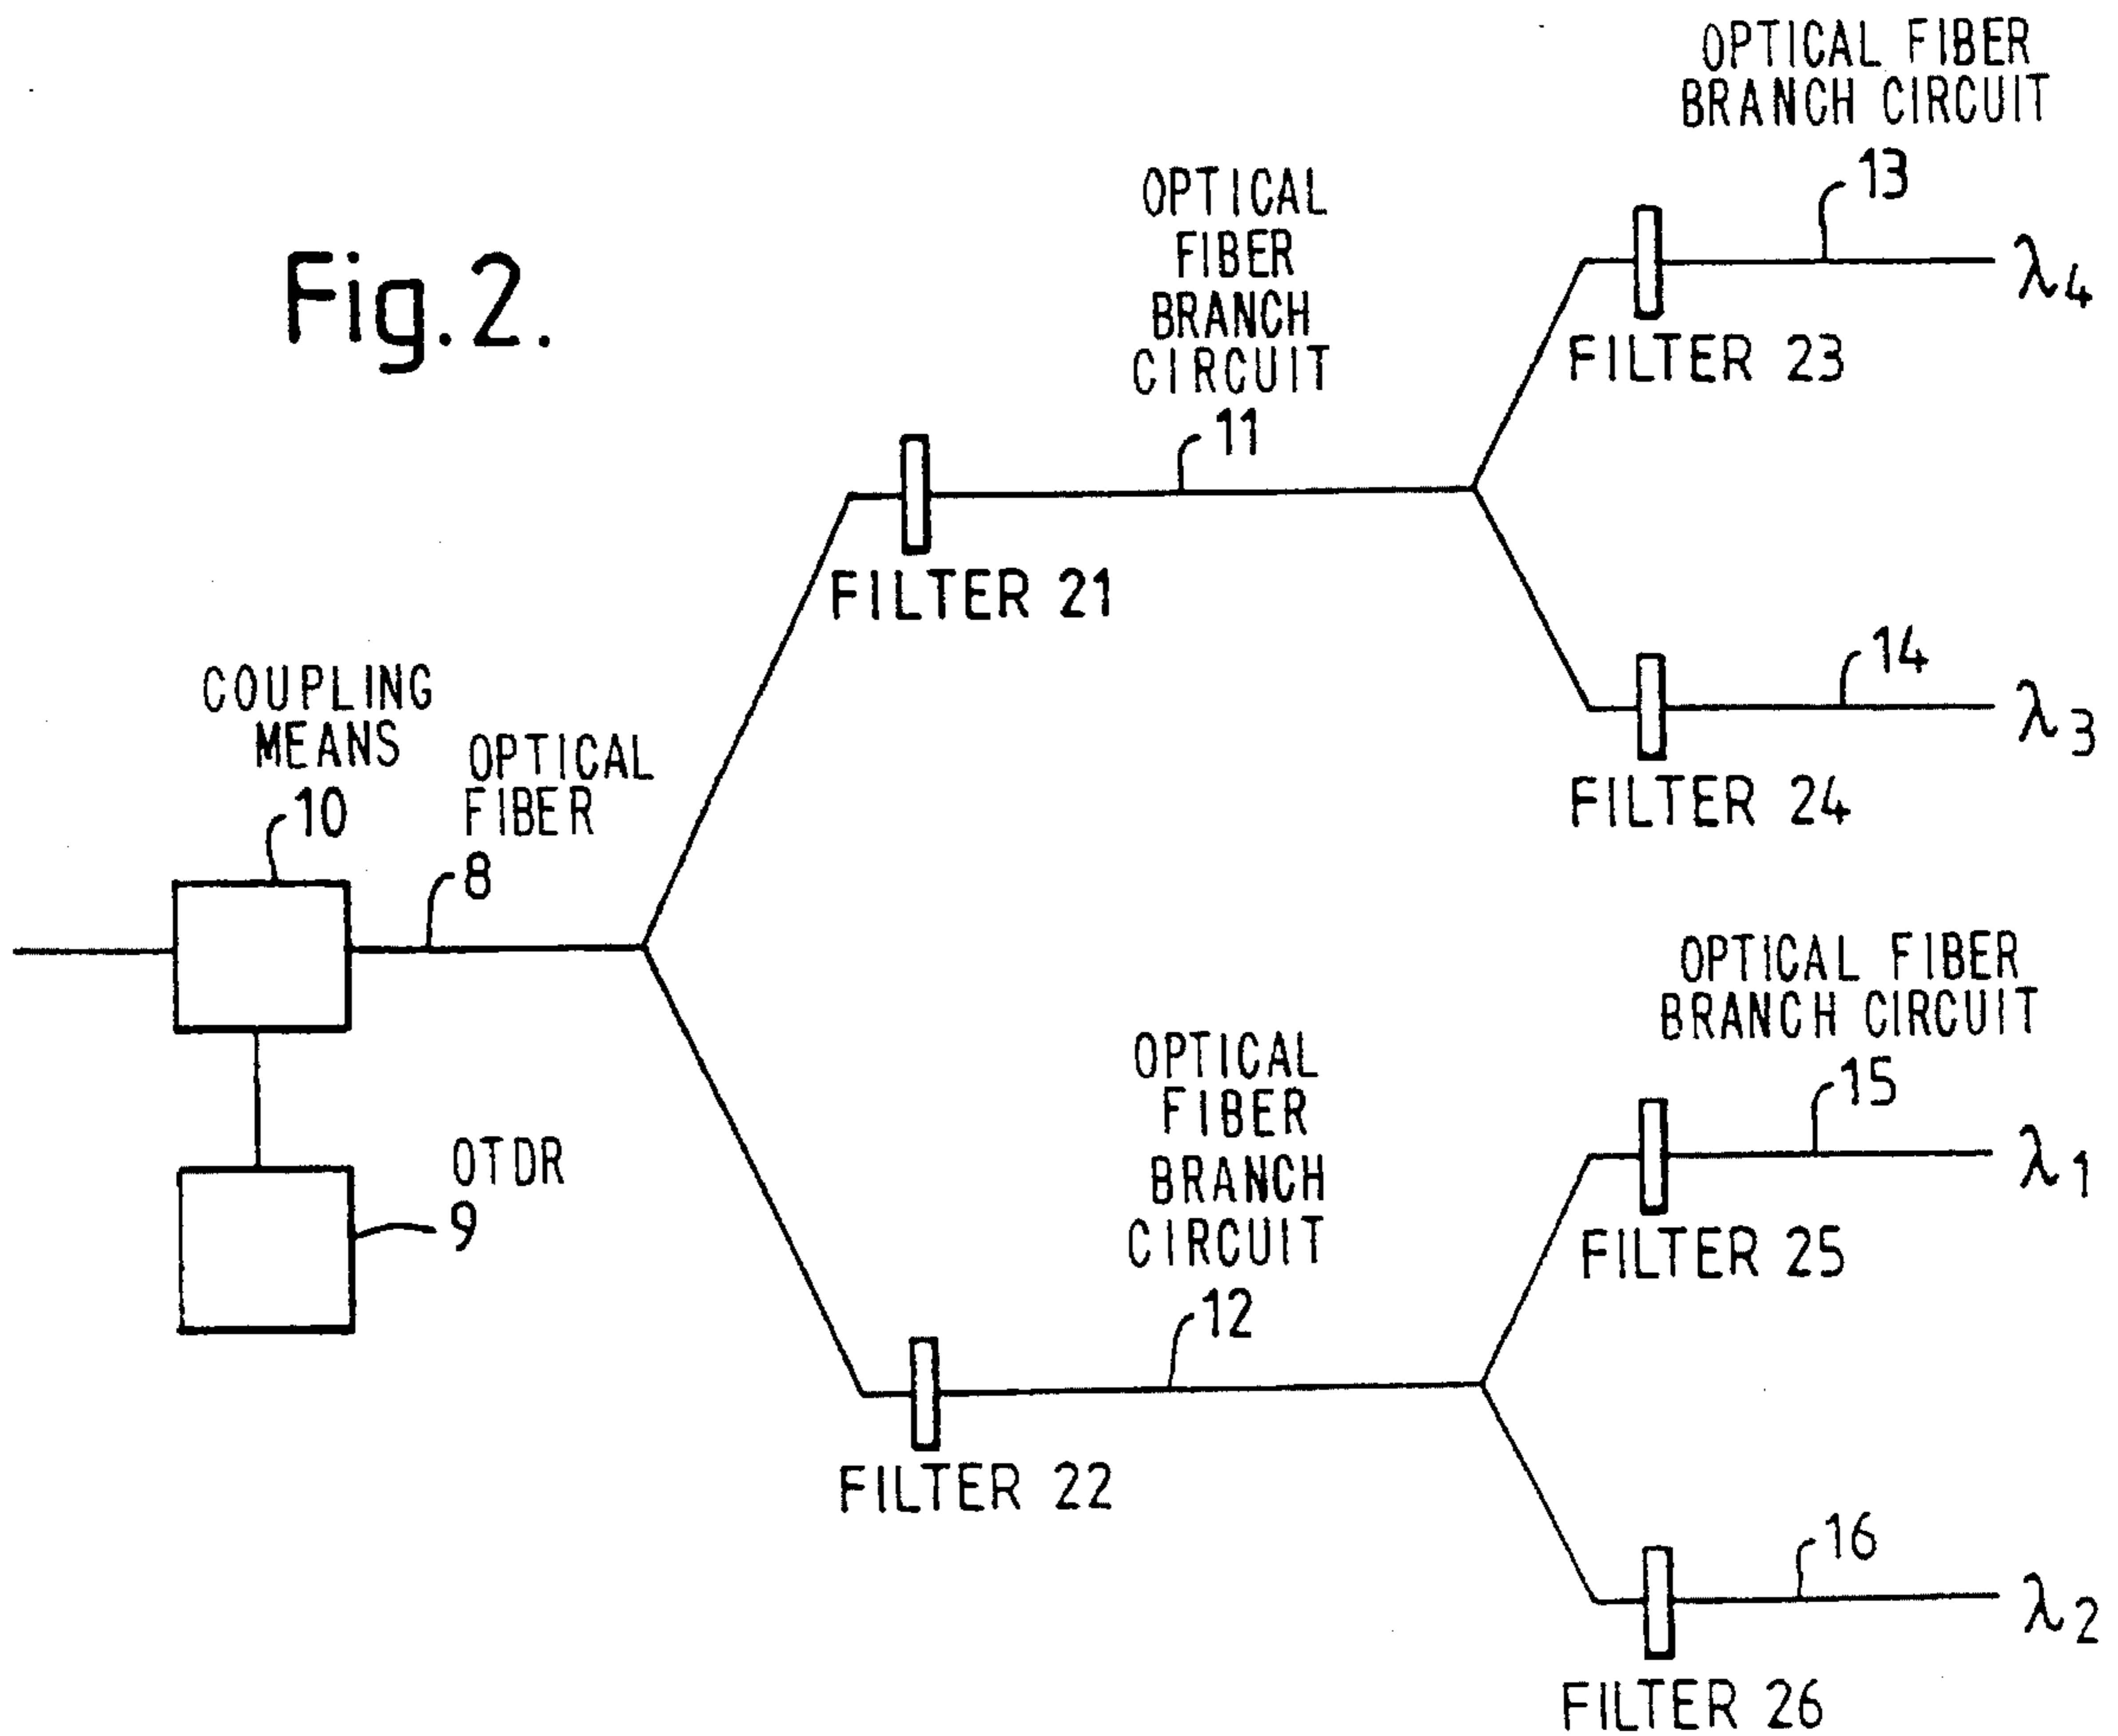 OPTICAL FIBER
BRANCH CIRCUIT
13
λ4
FILTER 23
Fig.2.
OPTICAL
FIBER
BRANCH
CIRCUIT
11
FILTER 21
14
λ3
FILTER 24
COUPLING
MEANS
10
OPTICAL
FIBER
8
OTDR
9
OPTICAL FIBER
BRANCH CIRCUIT
15
λ1
FILTER 25
OPTICAL
FIBER
BRANCH
CIRCUIT
12
FILTER 22
16
λ2
FILTER 26